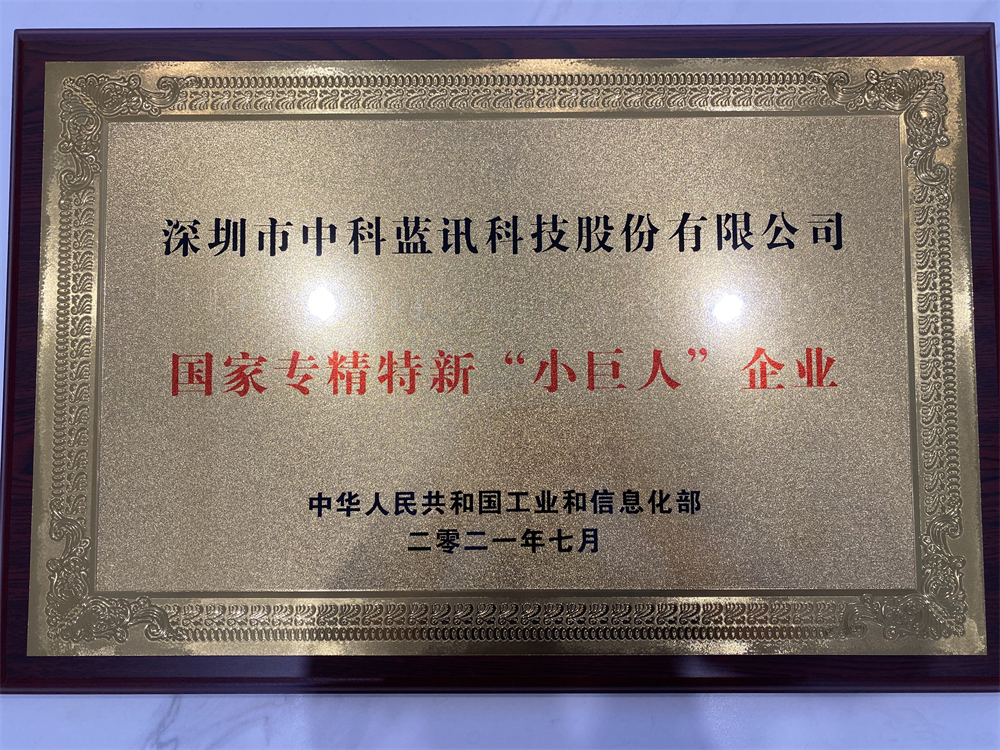 深圳市中科蓝讯科技股份有限公司
国家专精特新“小巨人”企业
中华人民共和国工业和信息化部
二零二一年七月